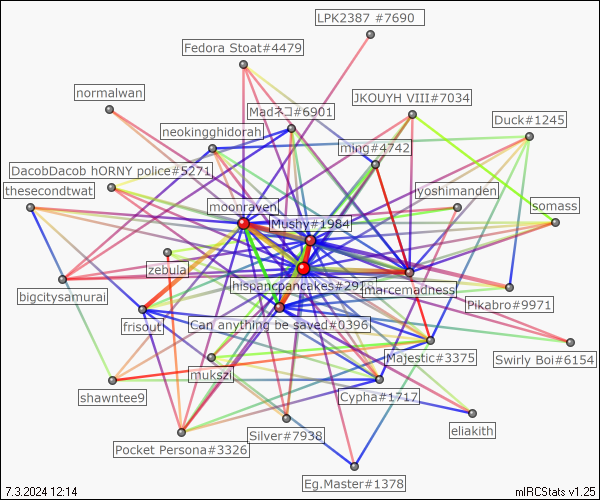 LPK2387 #7690
Fedora Stoat#4479
normalwan
JKOUYH VIII#7034
Madネコ#6901
Duck#1245
neokingghidorah
ming#4742
DacobDacob hORNY police#5271
thesecondtwat
yoshimanden
moonraven
somass
Mushy#1984
zebula
hispancpancakes#2916
marcemadness
bigcitysamurai
Pikabro#9971
frisout
Can anything be saved#0396
Majestic#3375
Swirly Boi#6154
mukszi
shawntee9
Cypha#1717
eliakith
Silver#7938
Pocket Persona#3326
Eg.Master#1378
7.3.2024 12:14
mIRCStats v1.25